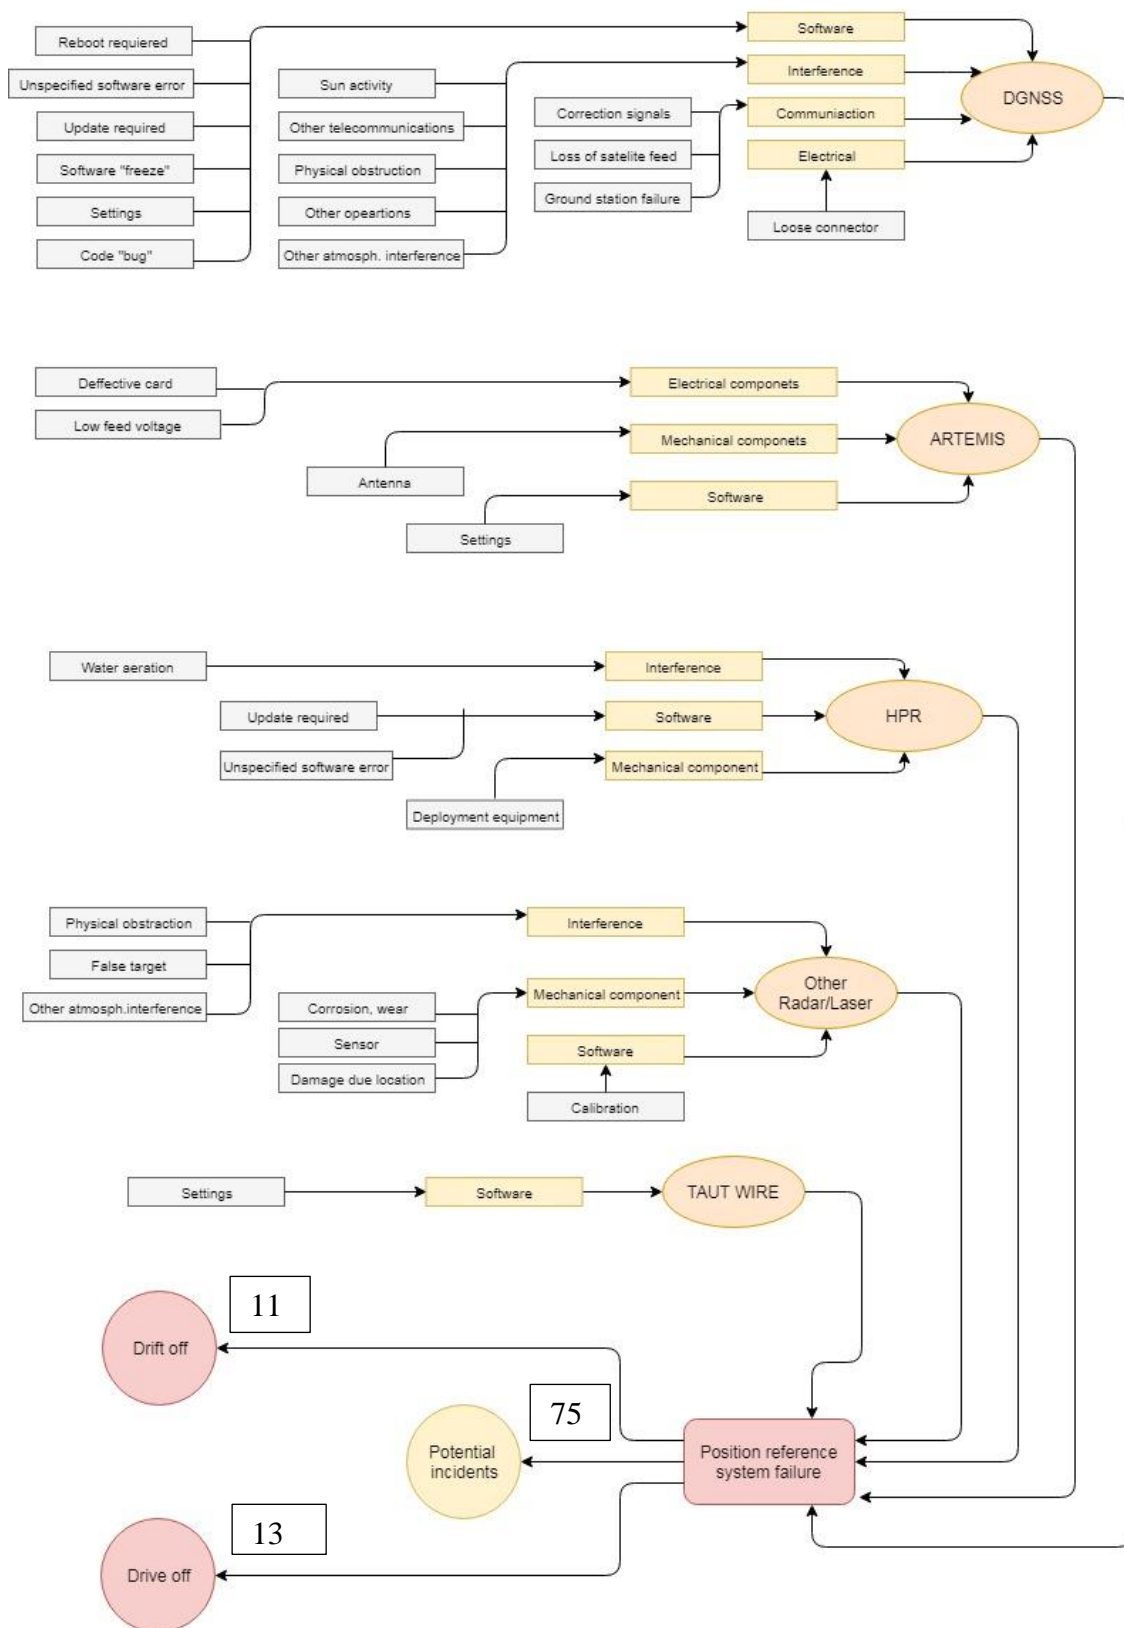 Reboot requiered
Unspecified software error
Update required
Software "freeze"
Settings
Code "bug"
Sun activity
Other telecommunications
Physical obstruction
Other opeartions
Other atmosph. interference
Correction signals
Loss of satelite feed
Ground station failure
Software
Interference
Communiaction
Electrical
Loose connector
DGNSS
Deffective card
Low feed voltage
Antenna
Settings
Electrical componets
Mechanical componets
Software
ARTEMIS
Water aeration
Update required
Unspecified software error
Deployment equipment
Interference
Software
Mechanical component
HPR
Physical obstraction
False target
Other atmosph.interference
Corrosion, wear
Sensor
Damage due location
Interference
Mechanical component
Software
Calibration
Other
Radar/Laser
Settings
Software
TAUT WIRE
Drift off
11
Potential
incidents
75
Position reference
system failure
Drive off
13